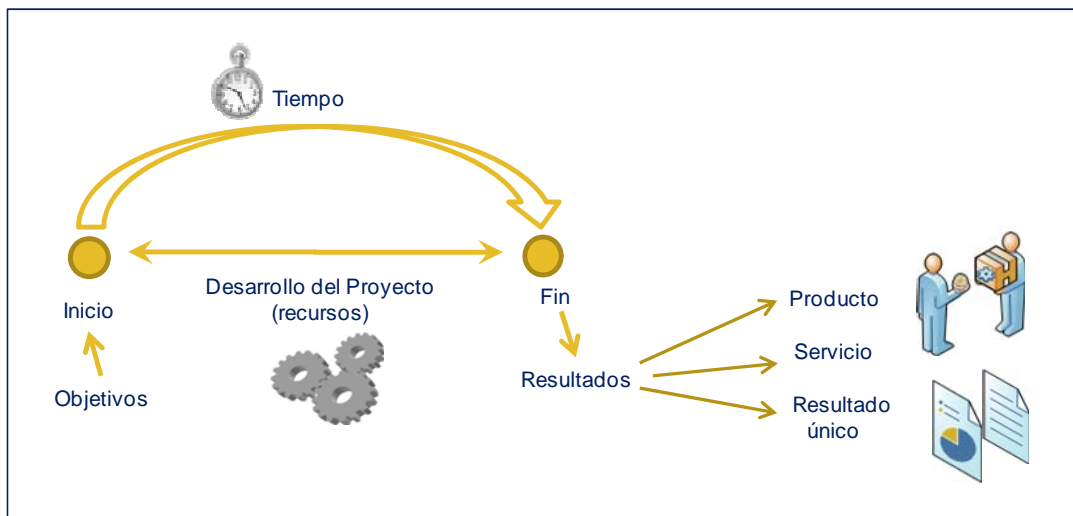 Tiempo
Desarrollo del Proyecto
(recursos)
Inicio
Objetivos
Fin
Resultados
Producto
Servicio
Resultado
único